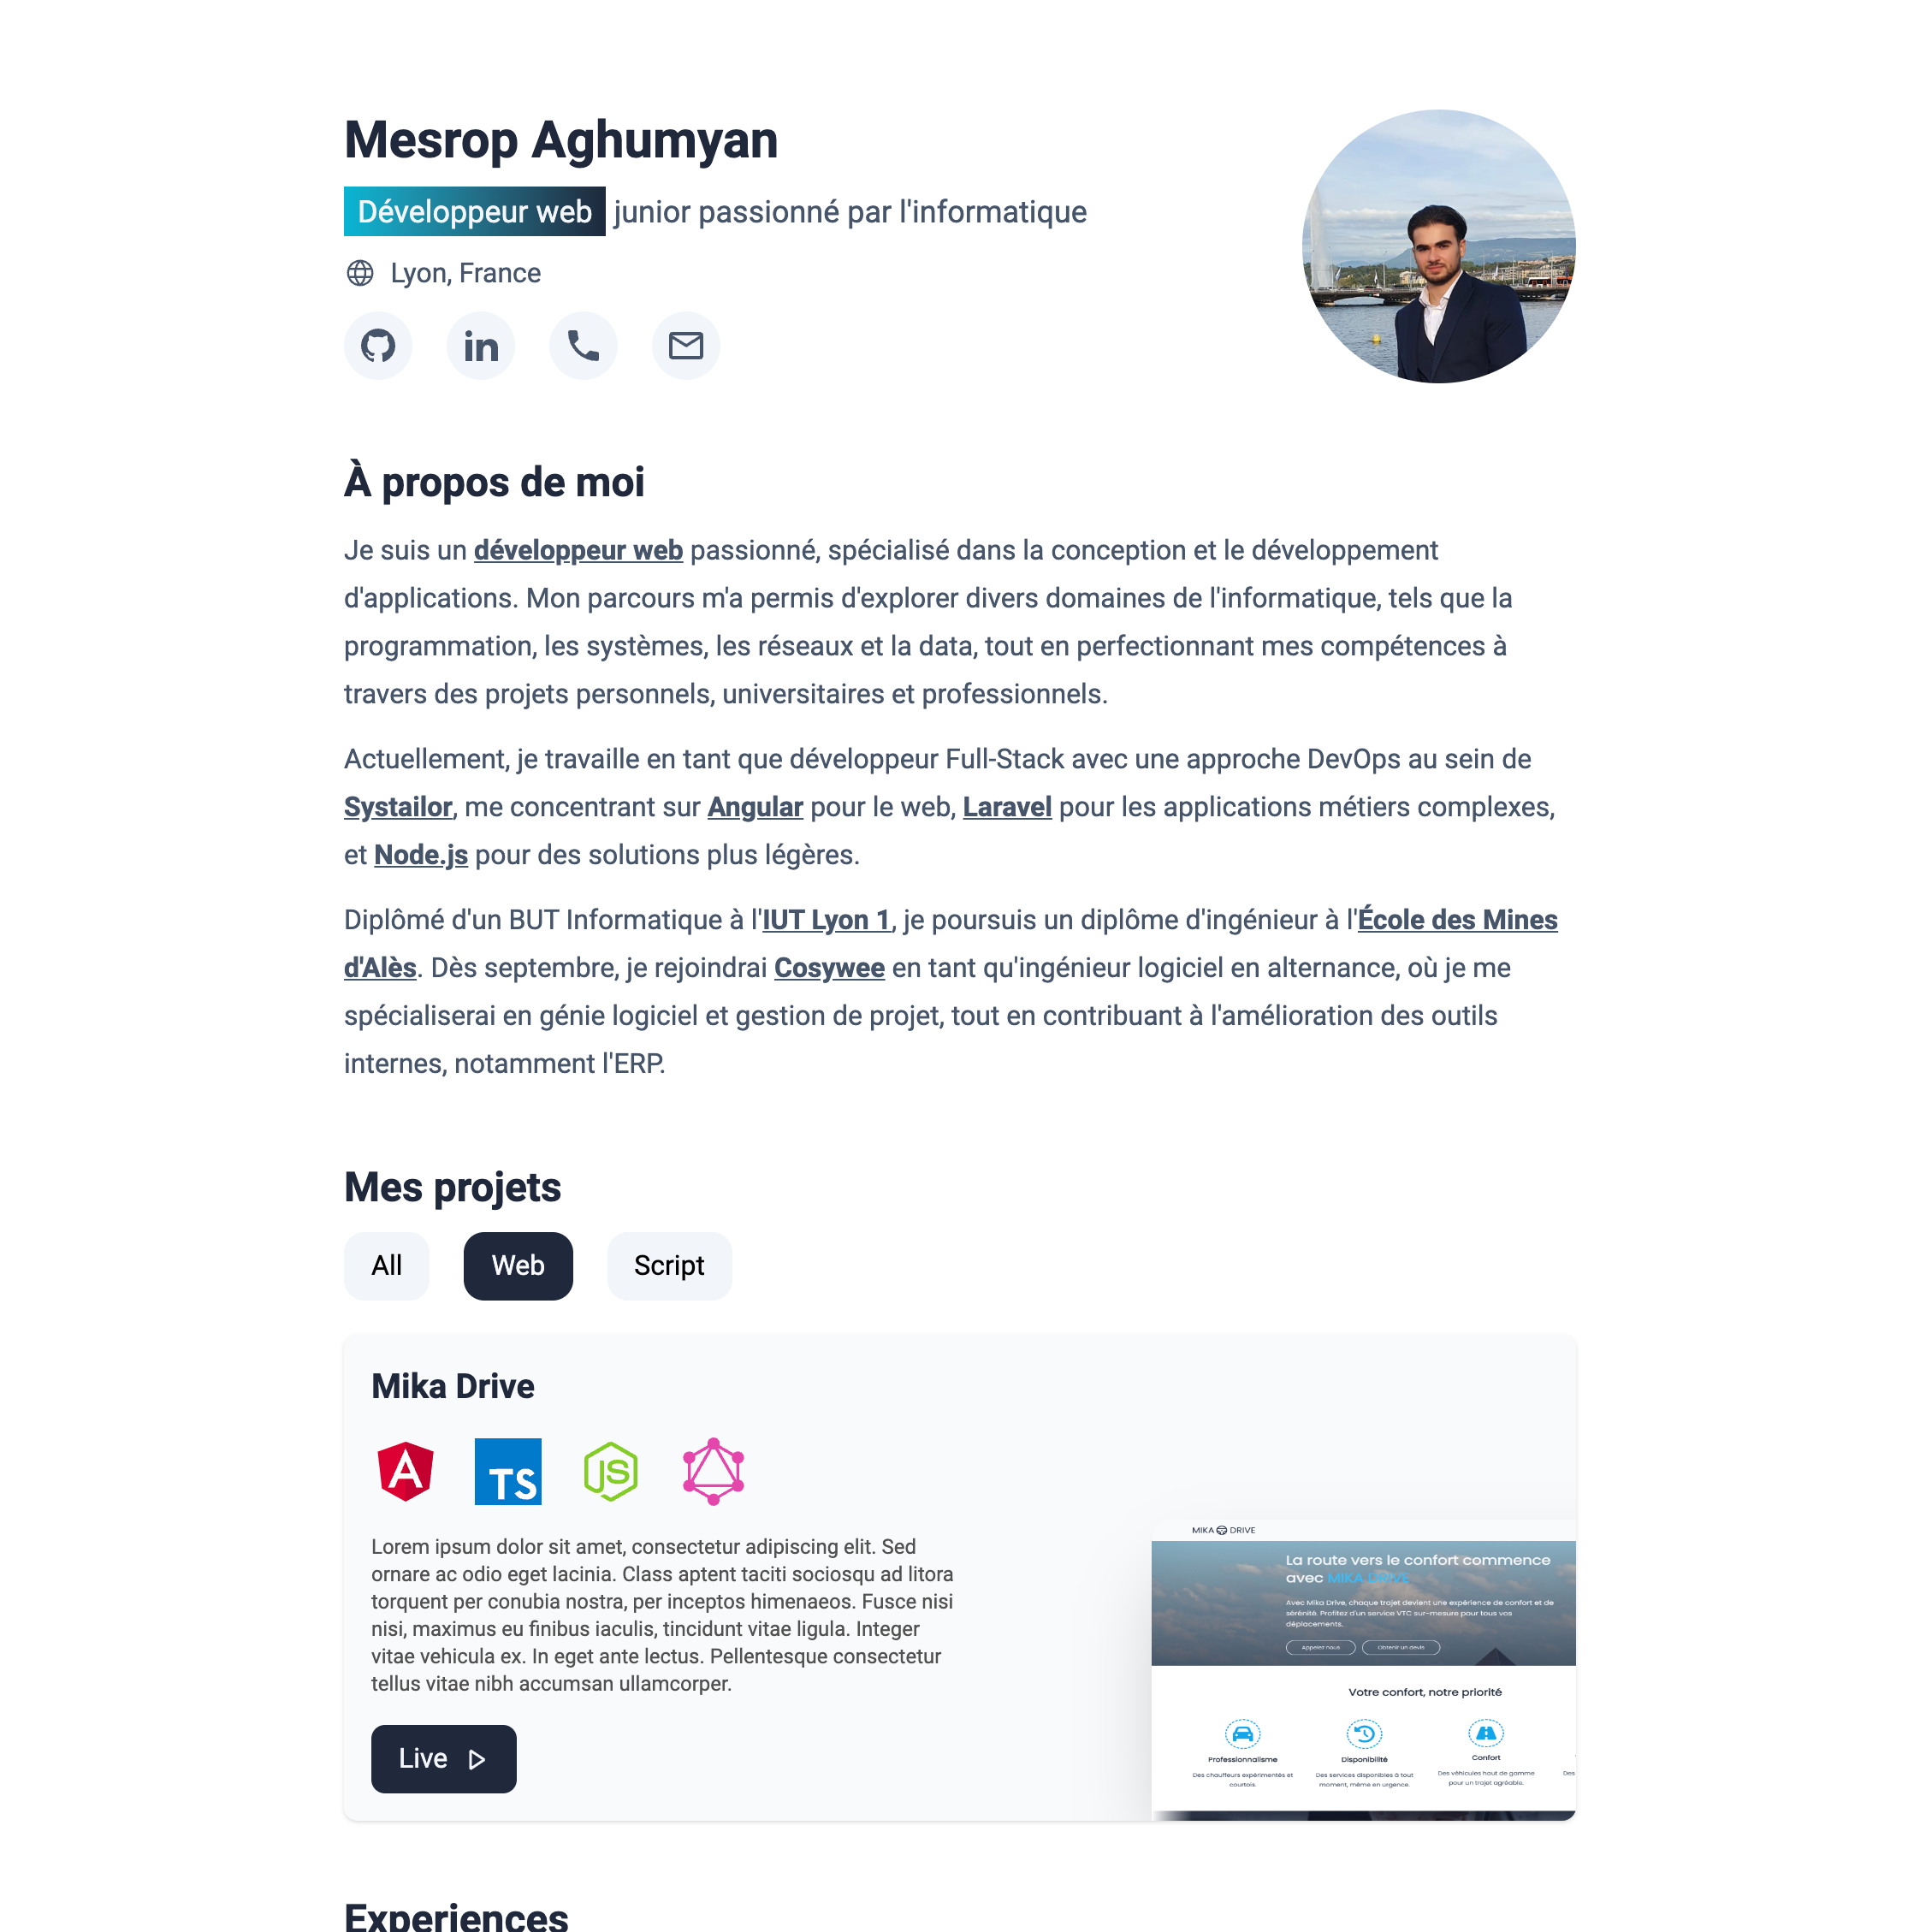 Mesrop Aghumyan
Développeur web junior passionné par l'informatique
Lyon, France
À propos de moi
Je suis un développeur web passionné, spécialisé dans la conception et le développement
d'applications. Mon parcours m'a permis d'explorer divers domaines de l'informatique, tels que la
programmation, les systèmes, les réseaux et la data, tout en perfectionnant mes compétences à
travers des projets personnels, universitaires et professionnels.
Actuellement, je travaille en tant que développeur Full-Stack avec une approche DevOps au sein de
Systailor, me concentrant sur Angular pour le web, Laravel pour les applications métiers complexes,
et Node.js pour des solutions plus légères.
Diplômé d'un BUT Informatique à l'IUT Lyon 1, je poursuis un diplôme d'ingénieur à l'École des Mines
d'Alès. Dès septembre, je rejoindrai Cosywee en tant qu'ingénieur logiciel en alternance, où je me
spécialiserai en génie logiciel et gestion de projet, tout en contribuant à l'amélioration des outils
internes, notamment l'ERP.
Mes projets
All
Web
Script
Mika Drive
A
TS
JS
Lorem ipsum dolor sit amet, consectetur adipiscing elit. Sed
ornare ac odio eget lacinia. Class aptent taciti sociosqu ad litora
torquent per conubia nostra, per inceptos himenaeos. Fusce nisi
nisi, maximus eu finibus iaculis, tincidunt vitae ligula. Integer
vitae vehicula ex. In eget ante lectus. Pellentesque consectetur
tellus vitae nibh accumsan ullamcorper.
Live
MIKA DRIVE
La route vers le confort commence
avec MIKA DRIVE
Avec Mika Drive, chaque trajet devient une expérience de confort et de
sérénité. Profitez d'un service VTC sur-mesure pour tous vos
déplacements.
Appelez nous
Obtenir un devis
Votre confort, notre priorité
Professionnalisme
Des chauffeurs expérimentés et
courtois.
Disponibilité
Des services disponibles à tout
moment, même en urgence.
Confort
Des véhicules haut de gamme
pour un trajet agréable.
Des
Experiences